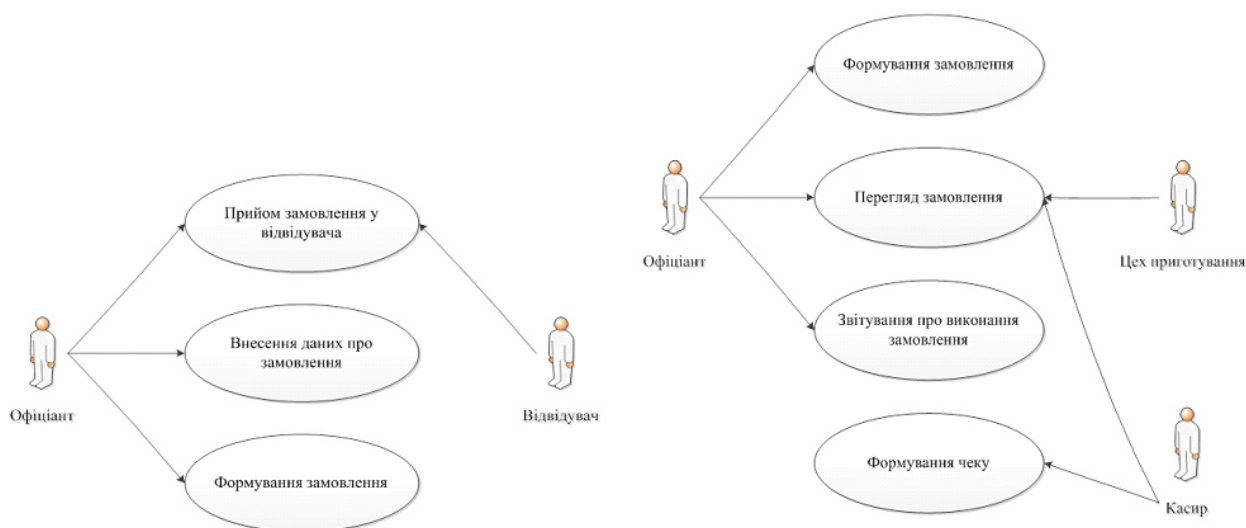 Прийом замовлення у
відвідувача
Внесення даних про
замовлення
Формування замовлення
Офіціант
Відвідувач
Формування замовлення
Перегляд замовлення
Звітування про виконання
замовлення
Формування чеку
Офіціант
Цех приготування
Касир